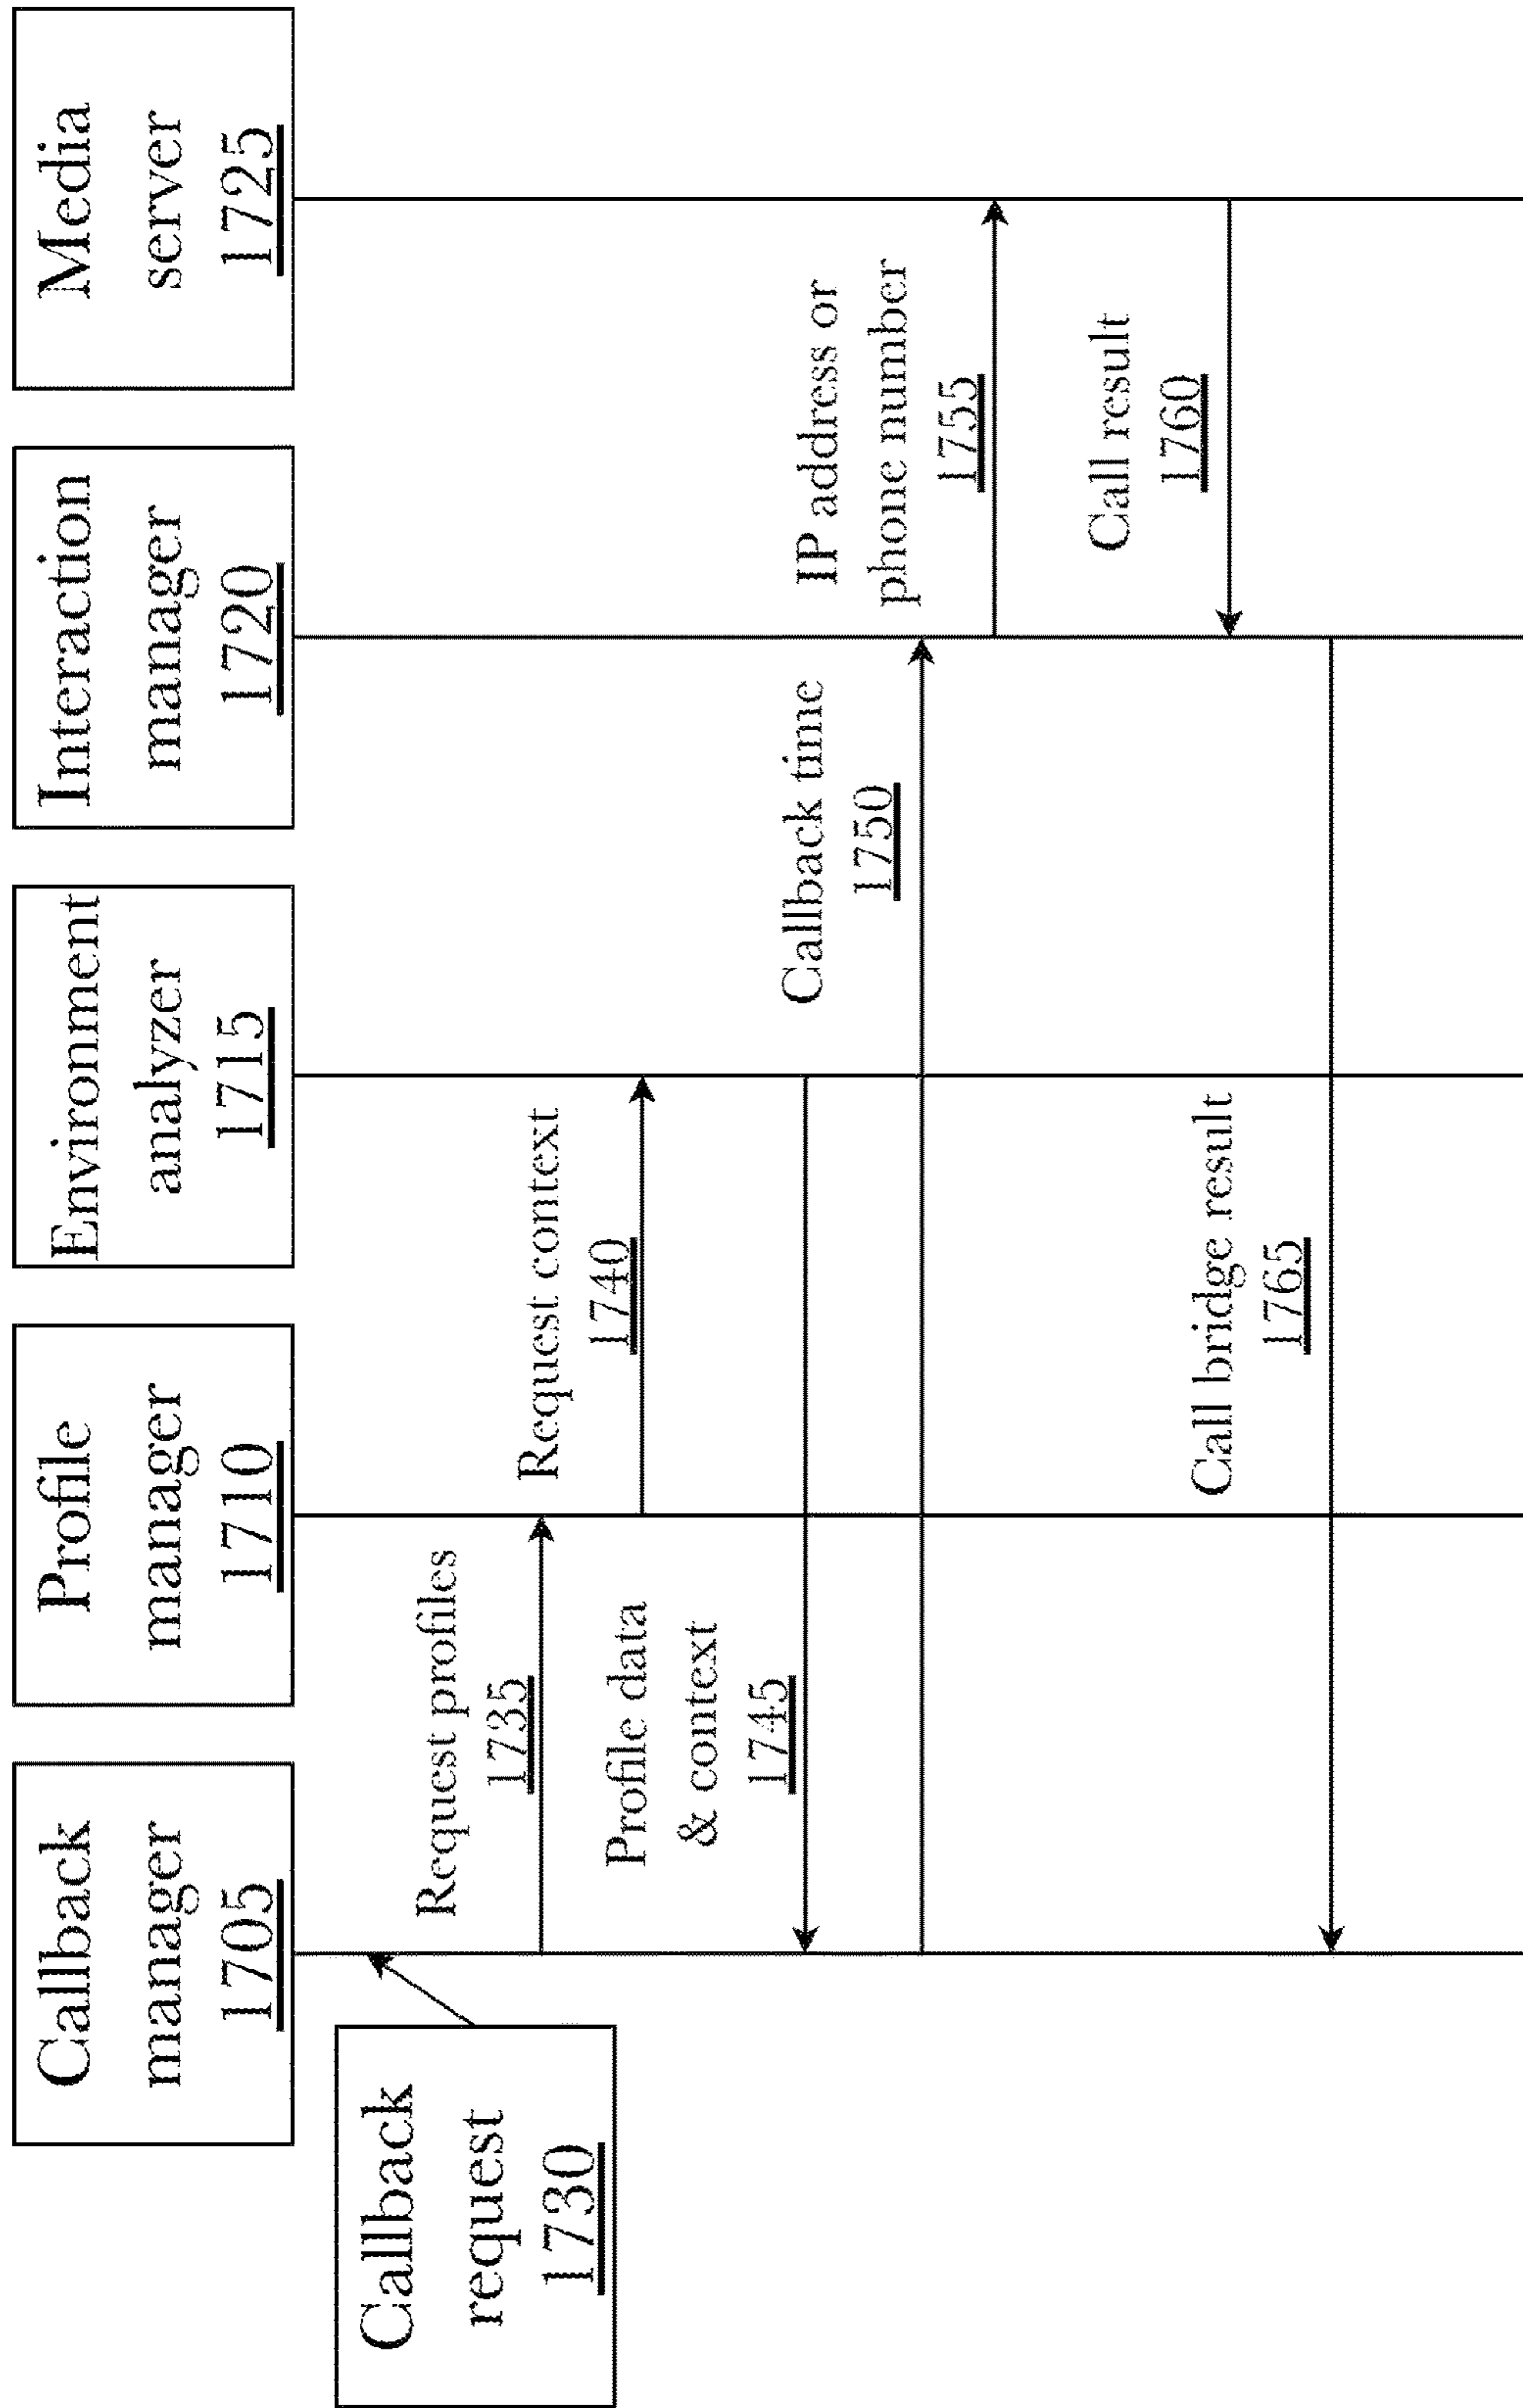 Callback
manager
1705
Profile
manager
1710
Environment
analyzer
1715
Interaction
manager
1720
Media
server
1725
Callback
request
1730
Request profiles
1735
Request context
1740
Profile data
& context
1745
Callback time
1750
IP address or
phone number
1755
Call result
1760
Call bridge result
1765